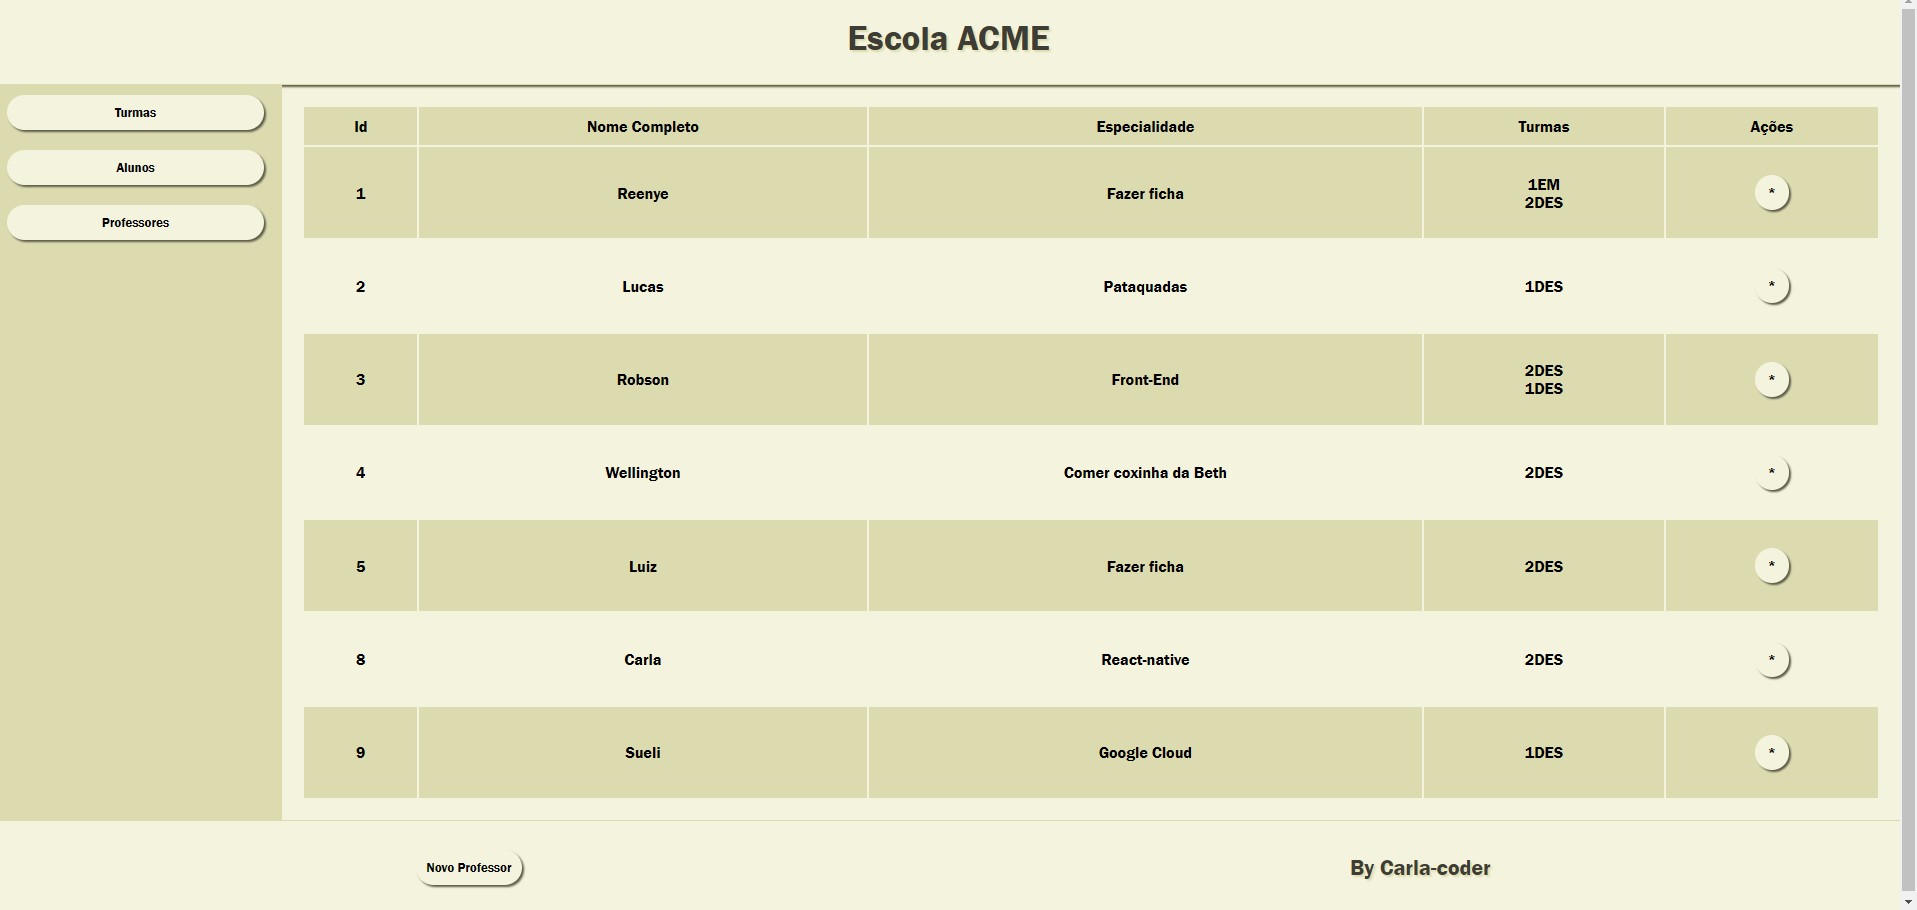 Escola ACME
Turmas
Alunos
Professores
Id Nome Completo Especialidade Turmas Ações
1 Reenye Fazer ficha 1EM 2DES *
2 Lucas Pataquadas 1DES *
3 Robson Front-End 2DES 1DES *
4 Wellington Comer coxinha da Beth 2DES *
5 Luiz Fazer ficha 2DES *
8 Carla React-native 2DES *
9 Sueli Google Cloud 1DES *
Novo Professor
By Carla-coder